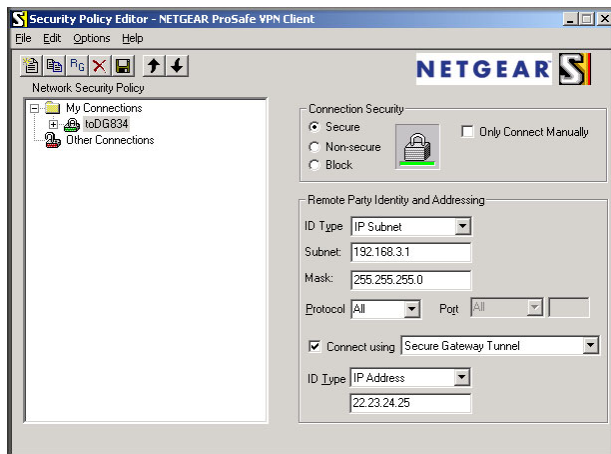 Security Policy Editor - NETGEAR ProSafe VPN Client
File Edit Options Help
RG
NETGEAR S
Network Security Policy
My Connections
toDG834
Other Connections
Connection Security
Secure
Non-secure
Block
Only Connect Manually
Remote Party Identity and Addressing
ID Type IP Subnet
Subnet: 192.168.3.1
Mask: 255.255.255.0
Protocol All Port All
Connect using Secure Gateway Tunnel
ID Type IP Address
22.23.24.25